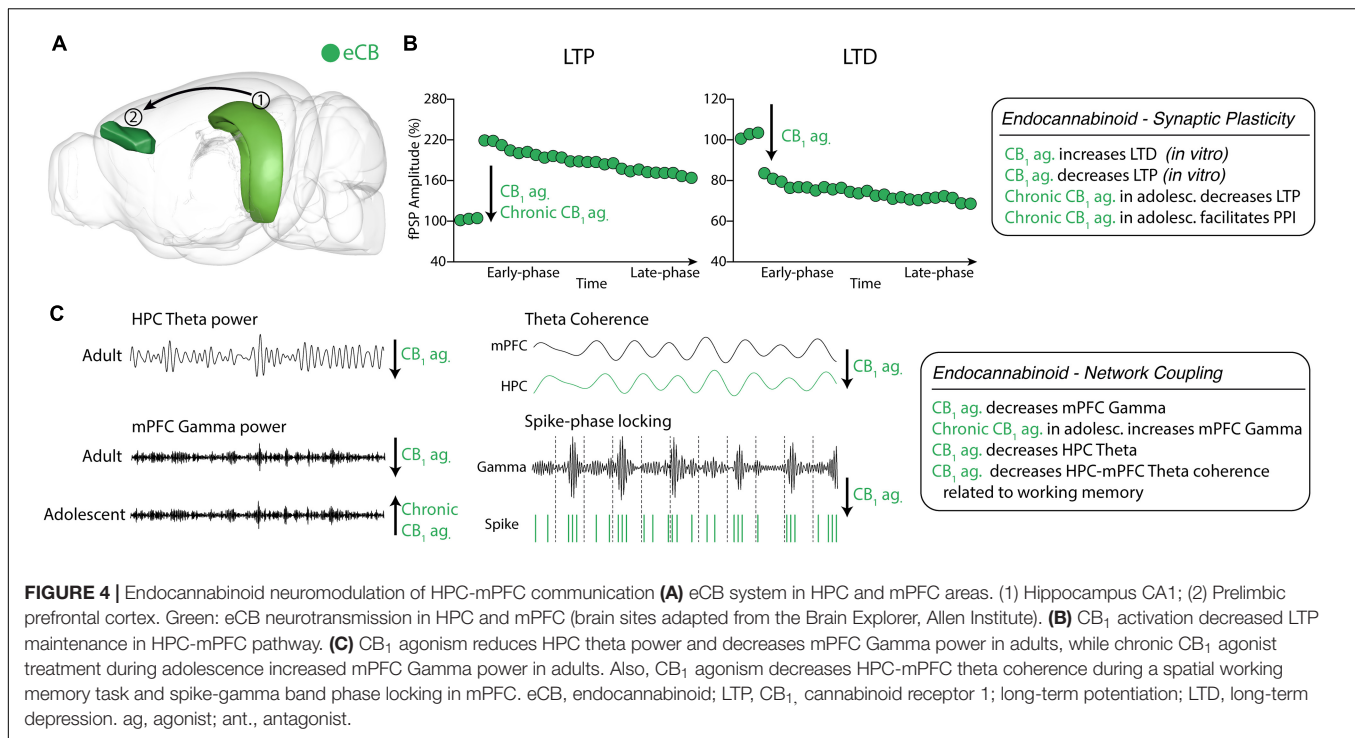 A
eCB
1
2
B
LTP
LTD
fPSP Amplitude (%)
280
220
160
100
40
CB1 ag.
Chronic CB1 ag.
Early-phase
Late-phase
Time
120
100
80
60
40
CB1 ag.
Early-phase
Late-phase
Time
Endocannabinoid - Synaptic Plasticity
CB1 ag. increases LTD (in vitro)
CB1 ag. decreases LTP (in vitro)
Chronic CB1 ag. in adolesc. decreases LTP
Chronic CB1 ag. in adolesc. facilitates PPI
C
HPC Theta power
Adult
CB1 ag.
mPFC Gamma power
Adult
CB1 ag.
Adolescent
Chronic
CB1 ag.
Theta Coherence
mPFC
HPC
CB1 ag.
Spike-phase locking
Gamma
CB1 ag.
Spike
Endocannabinoid - Network Coupling
CB1 ag. decreases mPFC Gamma
Chronic CB1 ag. in adolesc. increases mPFC Gamma
CB1 ag. decreases HPC Theta
CB1 ag. decreases HPC-mPFC Theta coherence
related to working memory
FIGURE 4 | Endocannabinoid neuromodulation of HPC-mPFC communication (A) eCB system in HPC and mPFC areas. (1) Hippocampus CA1; (2) Prelimbic
prefrontal cortex. Green: eCB neurotransmission in HPC and mPFC (brain sites adapted from the Brain Explorer, Allen Institute). (B) CB1 activation decreased LTP
maintenance in HPC-mPFC pathway. (C) CB1 agonism reduces HPC theta power and decreases mPFC Gamma power in adults, while chronic CB1 agonist
treatment during adolescence increased mPFC Gamma power in adults. Also, CB1 agonism decreases HPC-mPFC theta coherence during a spatial working
memory task and spike-gamma band phase locking in mPFC. eCB, endocannabinoid; LTP, CB1, cannabinoid receptor 1; long-term potentiation; LTD, long-term
depression. ag, agonist; ant., antagonist.